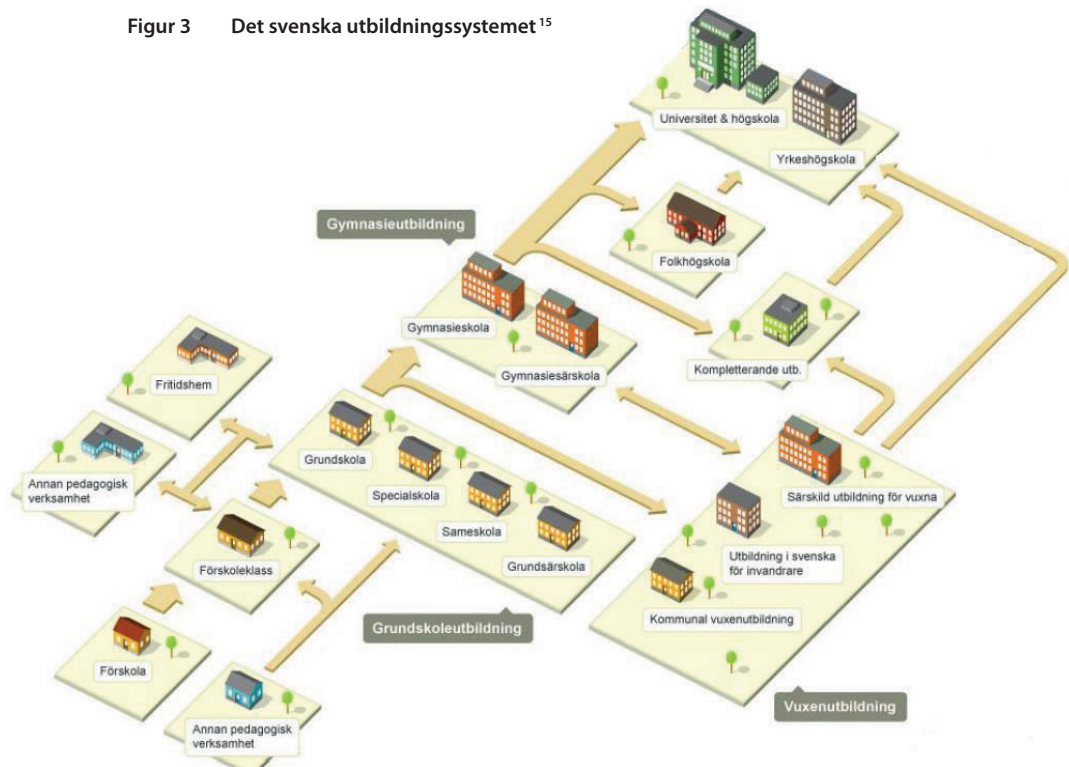 Figur 3 Det svenska utbildningssystemet 15
Universitet & högskola
Yrkeshögskola
Gymnasieutbildning
Folkhögskola
Gymnasieskola
Gymnasiesärskola
Kompletterande utb.
Fritidshem
Annan pedagogisk
verksamhet
Grundskola
Specialskola
Sameskola
Grundsärskola
Särskild utbildning för vuxna
Utbildning i svenska
för invandrare
Kommunal vuxenutbildning
Förskoleklass
Grundskoleutbildning
Förskola
Annan pedagogisk
verksamhet
Vuxenutbildning